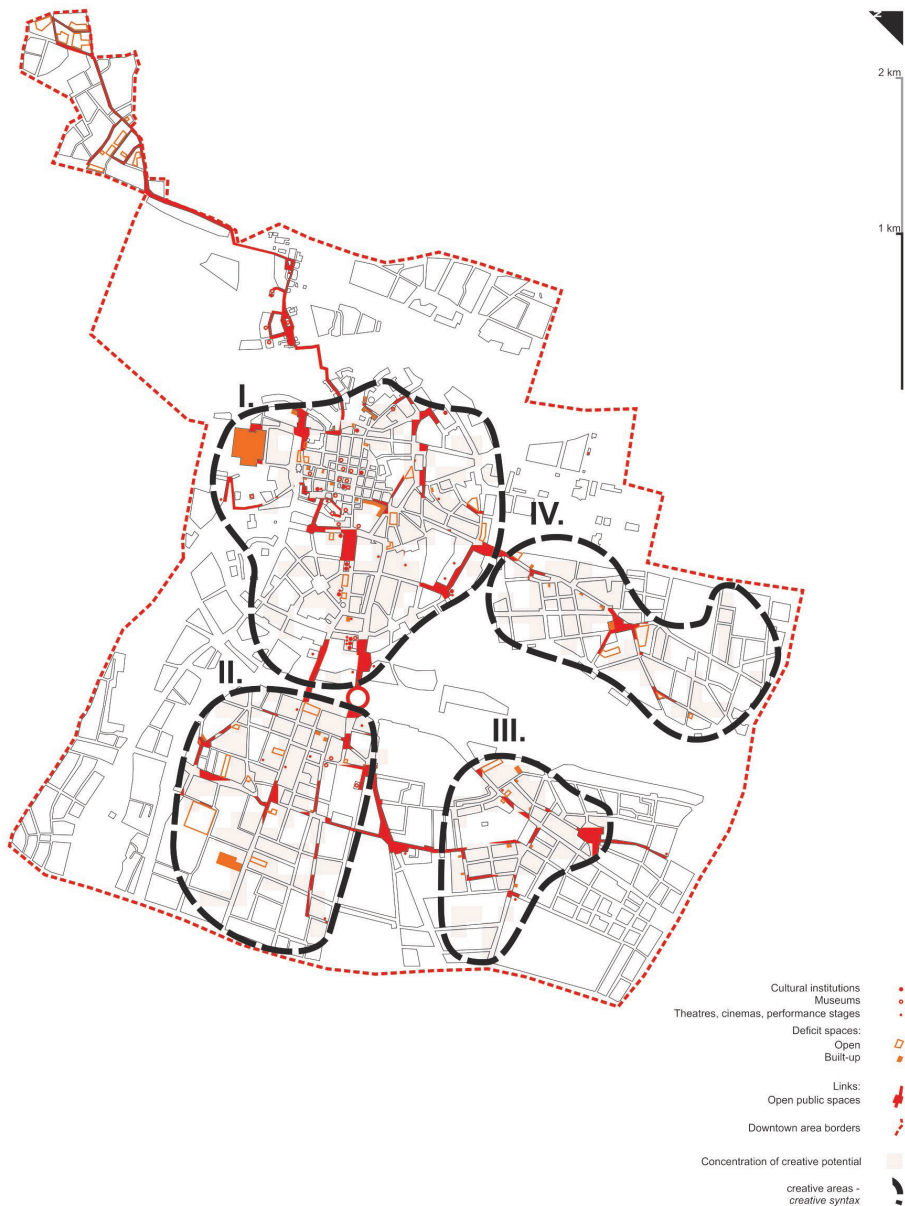 N
2 km
1 km
I.
IV.
II.
III.
Cultural institutions
Museums
Theatres, cinemas, performance stages
Deficit spaces:
Open
Built-up
Links:
Open public spaces
Downtown area borders
Concentration of creative potential
creative areas -
creative syntax